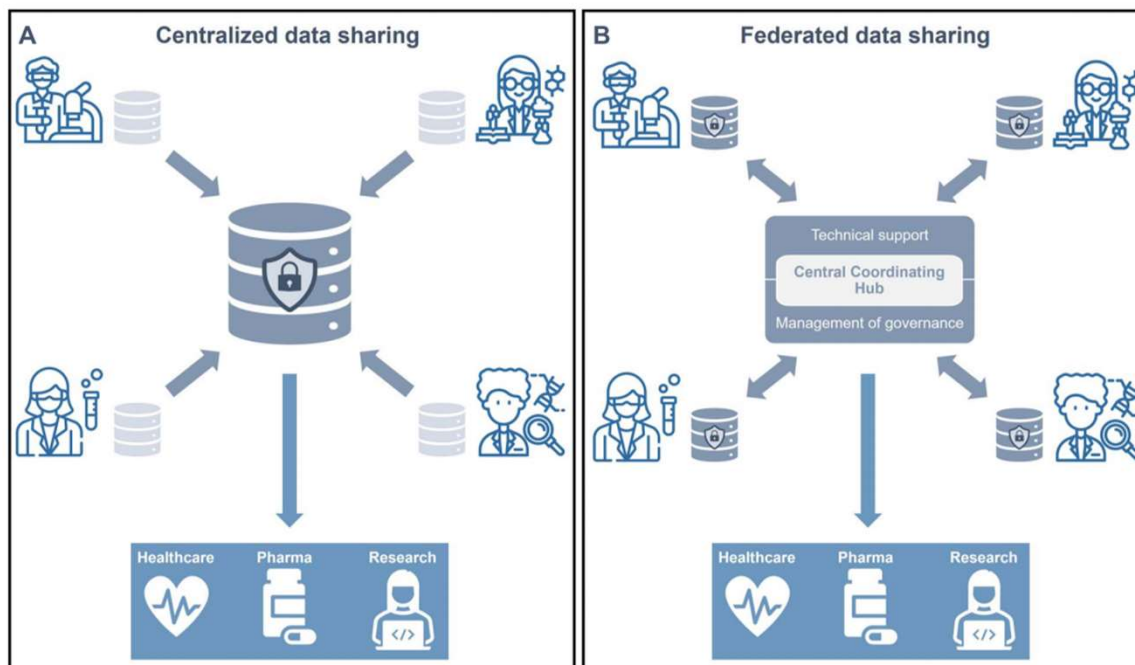 A
Centralized data sharing
Healthcare
Pharma
Research
</>
B
Federated data sharing
Technical support
Central Coordinating
Hub
Management of governance
Healthcare
Pharma
Research
</>